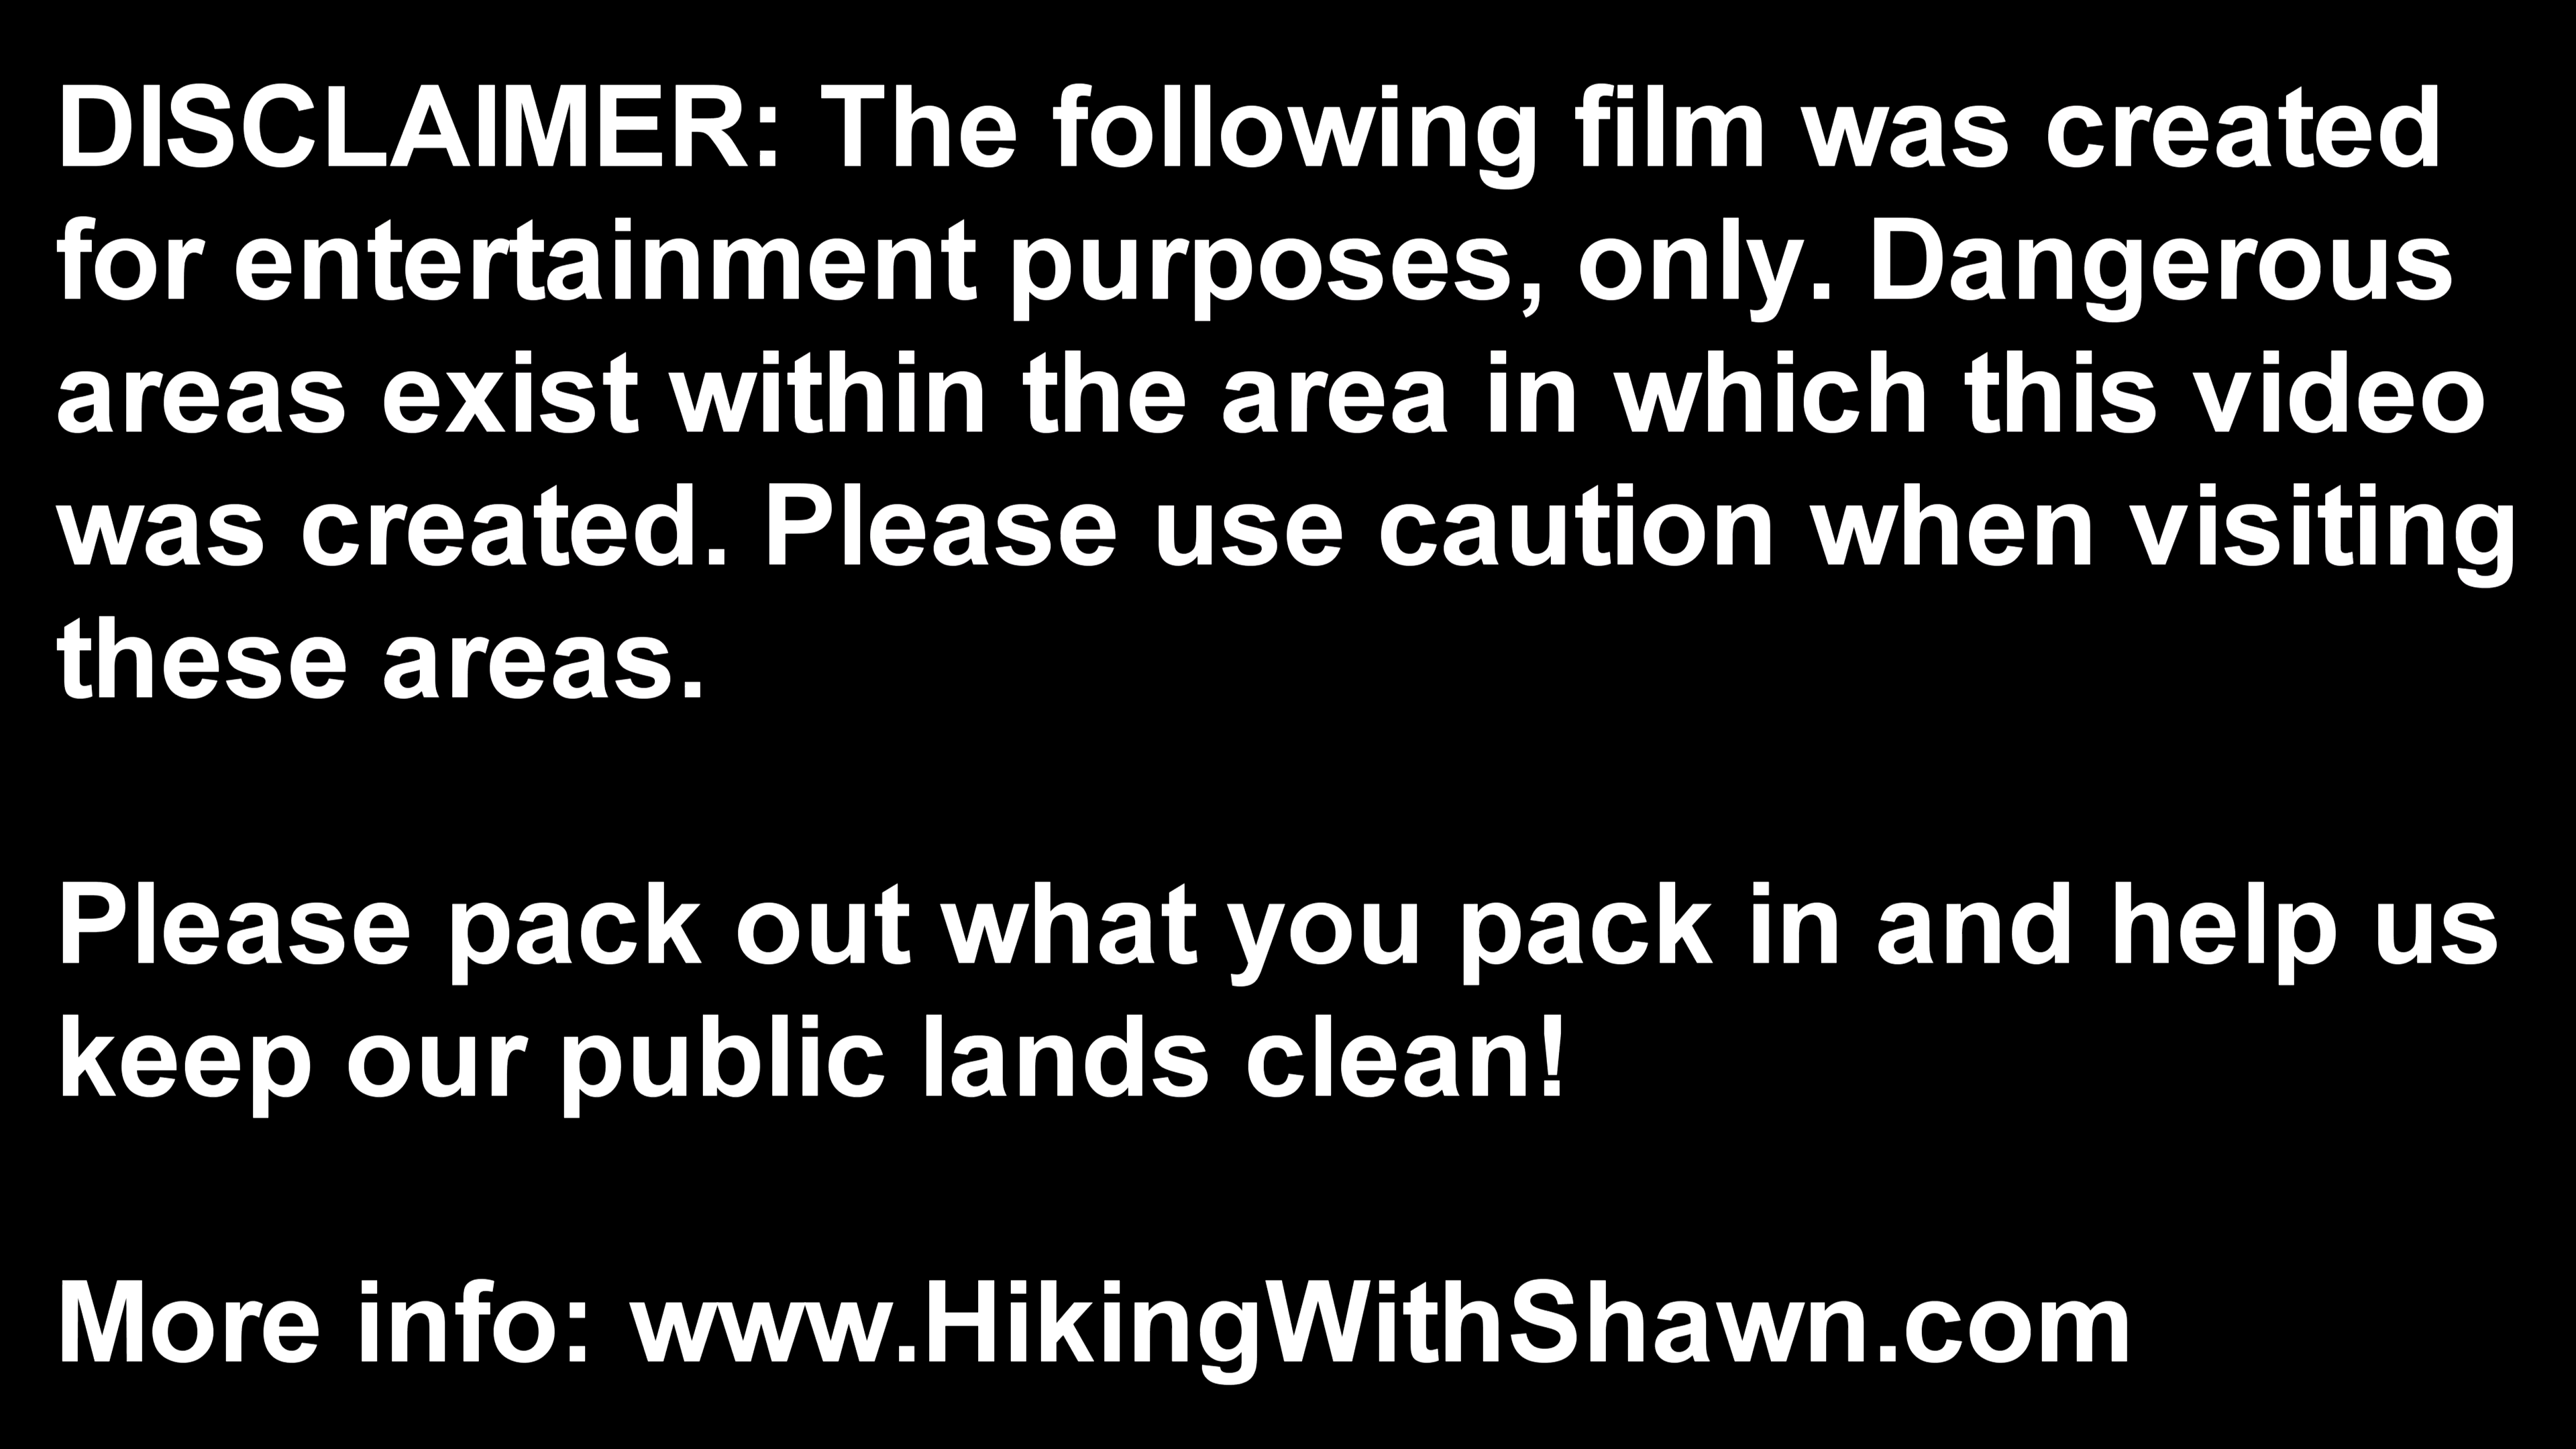 DISCLAIMER: The following film was created
for entertainment purposes, only. Dangerous
areas exist within the area in which this video
was created. Please use caution when visiting
these areas.
Please pack out what you pack in and help us
keep our public lands clean!
More info: www.HikingWithShawn.com